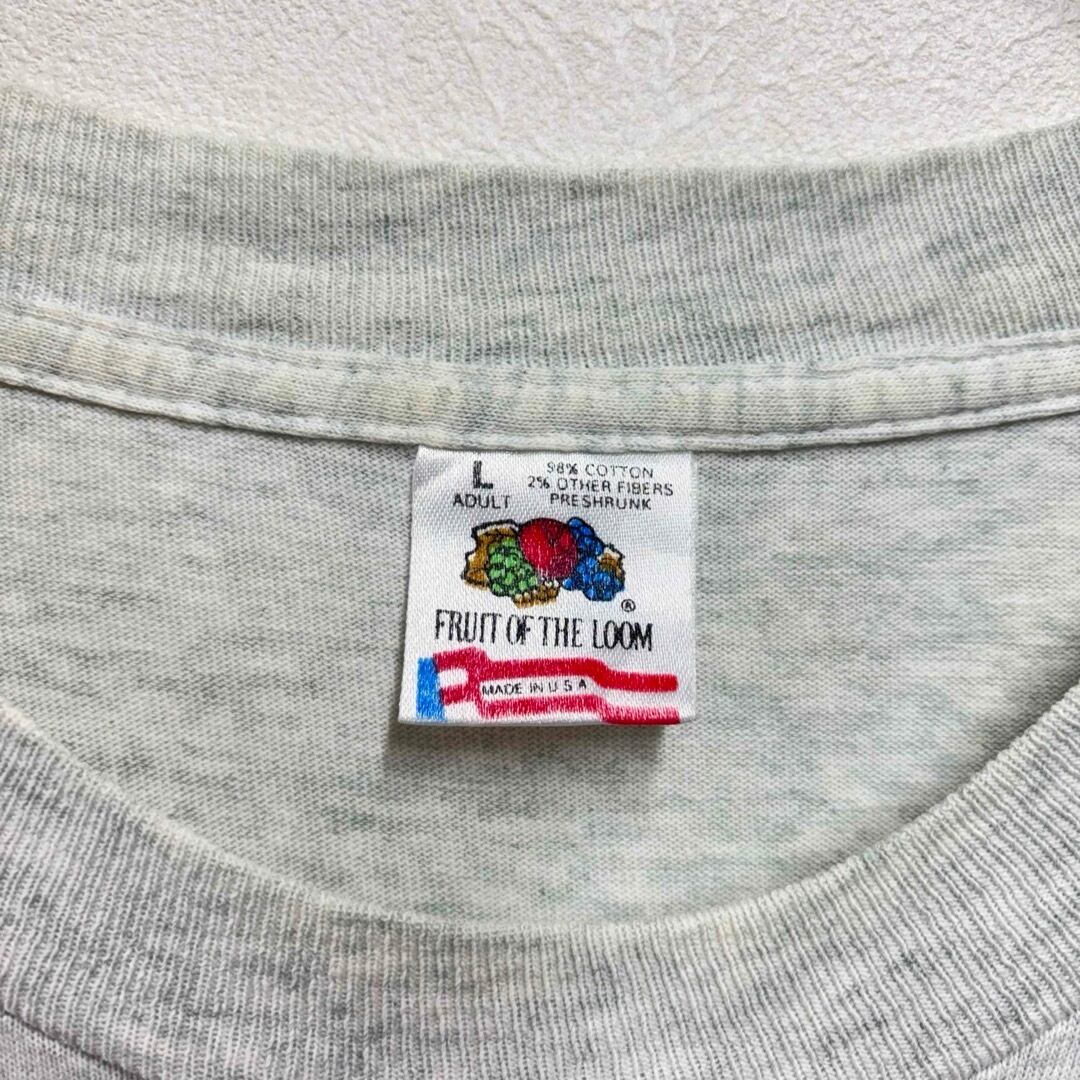 L
ADULT
98% COTTON
2% OTHER FIBERS
PRESHRUNK
®
FRUIT OF THE LOOM
MADE IN U S A